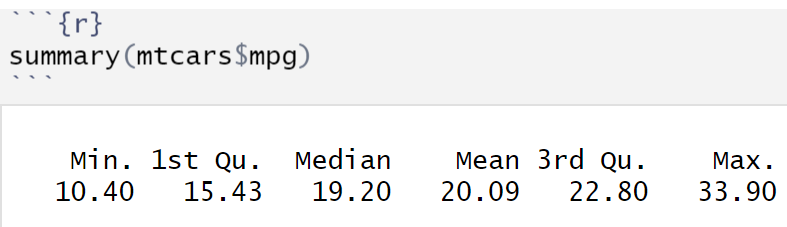 ```{r}
summary(mtcars$mpg)
```
Min. 1st Qu. Median Mean 3rd Qu. Max.
10.40 15.43 19.20 20.09 22.80 33.90